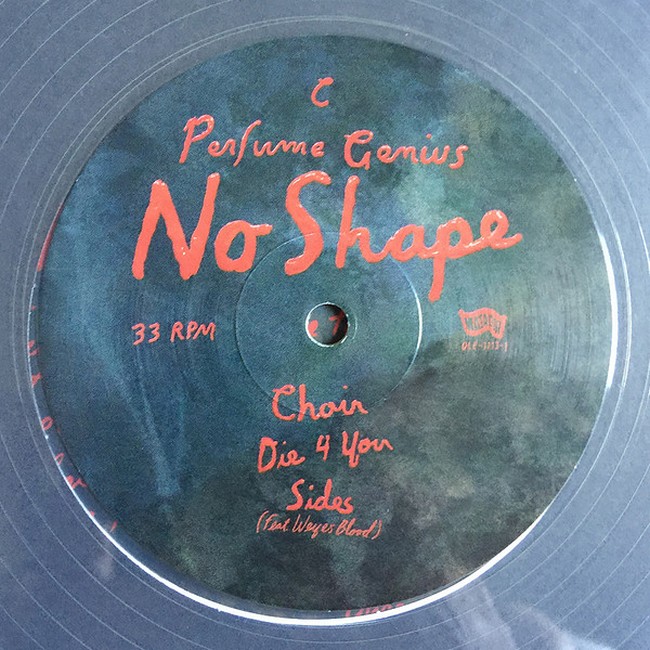 C
Perfume Genius
No Shape
33 RPM
Choir
Die 4 You
Sides
(Feat. Weyes Blood)